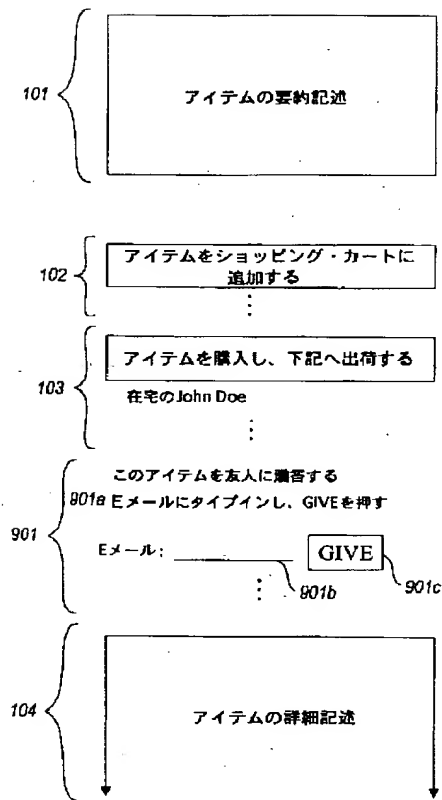 101
アイテムの要約記述
102
アイテムをショッピング・カートに
追加する
103
アイテムを購入し、下記へ出荷する
在宅のJohn Doe
このアイテムを友人に贈答する
901a Eメールにタイプインし、GIVEを押す
901
Eメール:
GIVE
901b
901c
104
アイテムの詳細記述